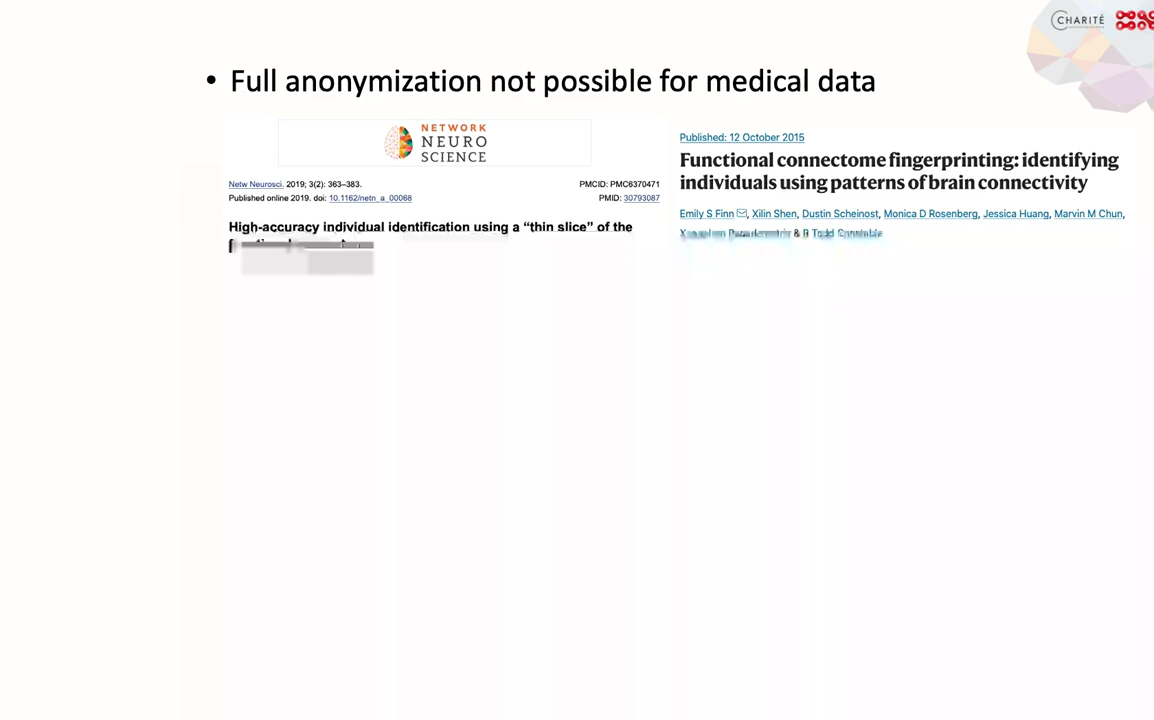 CHARITÉ
• Full anonymization not possible for medical data
NETWORK
NEURO
SCIENCE
Netw Neurosci. 2019; 3(2): 363–383.
PMCID: PMC6370471
Published online 2019. doi: 10.1162/netn_a_00068
PMID: 30793087
High-accuracy individual identification using a “thin slice” of the
Published: 12 October 2015
Functional connectome fingerprinting: identifying
individuals using patterns of brain connectivity
Emily S Finn, Xilin Shen, Dustin Scheinost, Monica D Rosenberg, Jessica Huang, Marvin M Chun,
& R Todd Constable